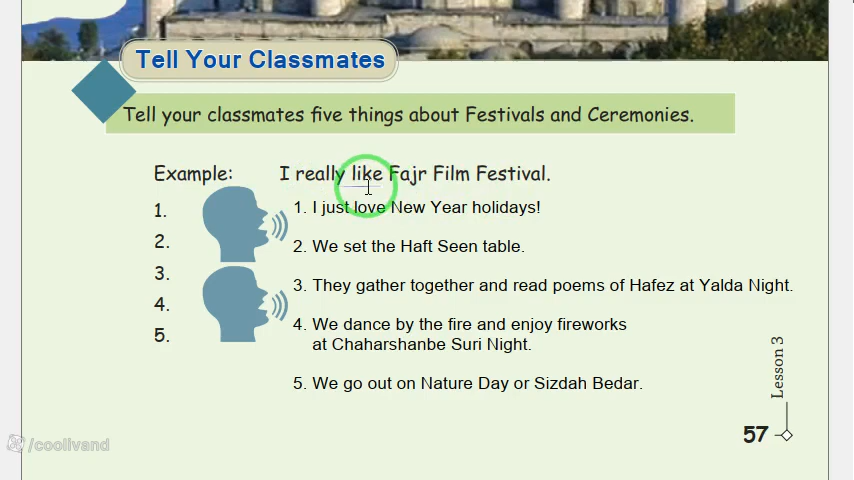 Tell Your Classmates
Tell your classmates five things about Festivals and Ceremonies.
Example: I really like Fajr Film Festival.
1.
2.
3.
4.
5.
1. I just love New Year holidays!
2. We set the Haft Seen table.
3. They gather together and read poems of Hafez at Yalda Night.
4. We dance by the fire and enjoy fireworks
at Chaharshanbe Suri Night.
5. We go out on Nature Day or Sizdah Bedar.
Lesson 3
57
/coolivand